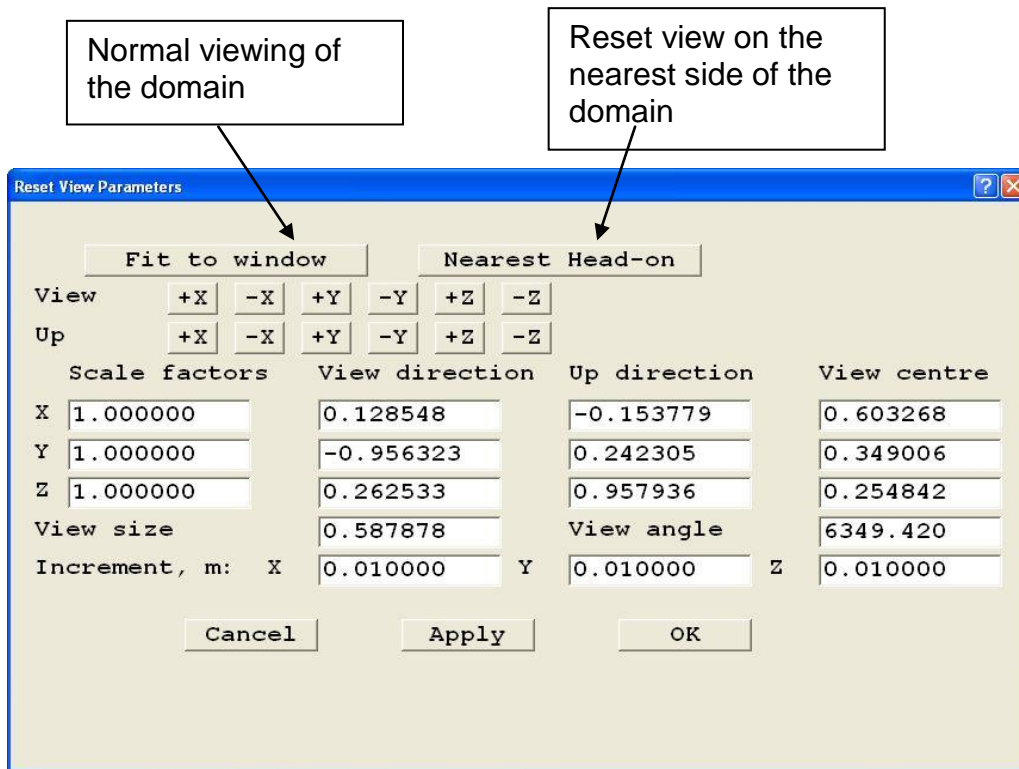 Normal viewing of
the domain
Reset view on the
nearest side of the
domain
Reset View Parameters
Fit to window Nearest Head-on
View +X -X +Y -Y +Z -Z
Up +X -X +Y -Y +Z -Z
Scale factors View direction Up direction View centre
X 1.000000 0.128548 -0.153779 0.603268
Y 1.000000 -0.956323 0.242305 0.349006
Z 1.000000 0.262533 0.957936 0.254842
View size 0.587878 View angle 6349.420
Increment, m: X 0.010000 Y 0.010000 Z 0.010000
Cancel Apply OK